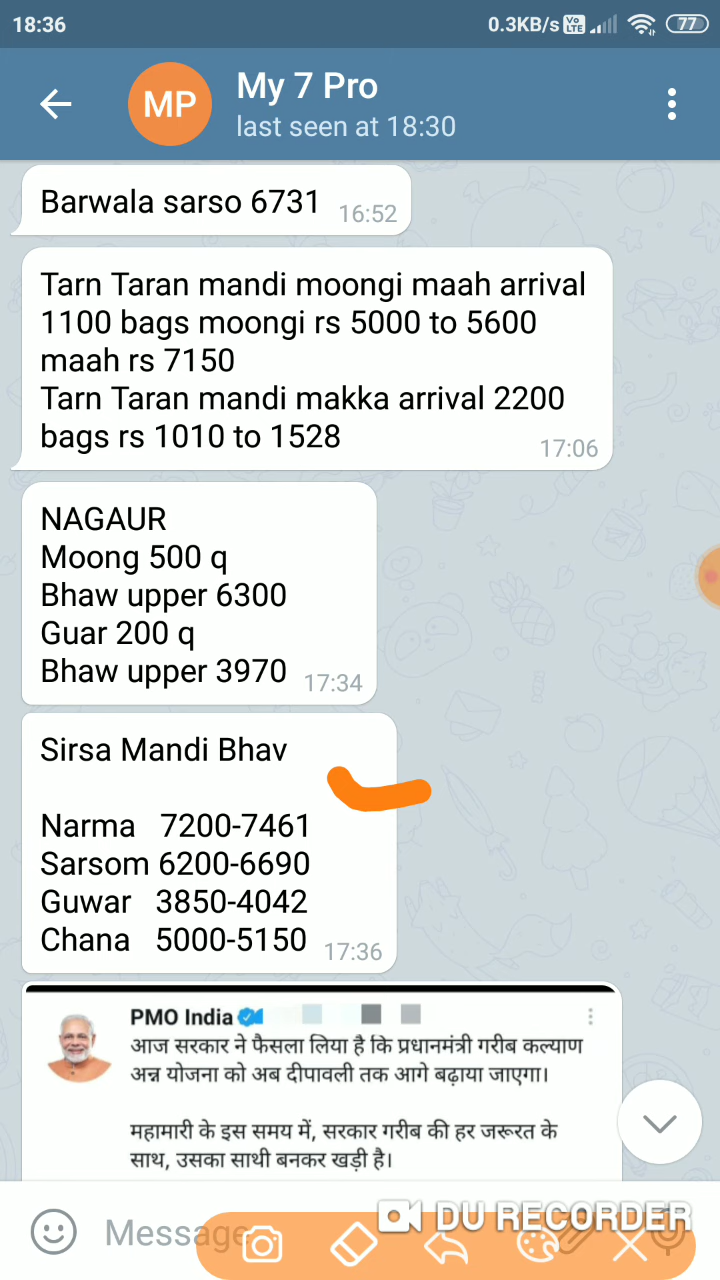 18:36
0.3KB/s Vo LTE 77
MP
My 7 Pro
last seen at 18:30
Barwala sarso 6731
16:52
Tarn Taran mandi moongi maah arrival
1100 bags moongi rs 5000 to 5600
maah rs 7150
Tarn Taran mandi makka arrival 2200
bags rs 1010 to 1528
17:06
NAGAUR
Moong 500 q
Bhaw upper 6300
Guar 200 q
Bhaw upper 3970
17:34
Sirsa Mandi Bhav
Narma 7200-7461
Sarsom 6200-6690
Guwar 3850-4042
Chana 5000-5150
17:36
PMO India
आज सरकार ने फैसला लिया है कि प्रधानमंत्री गरीब कल्याण
अन्न योजना को अब दीपावली तक आगे बढ़ाया जाएगा।
महामारी के इस समय में, सरकार गरीब की हर जरूरत के
साथ, उसका साथी बनकर खड़ी है।
Message
DU RECORDER